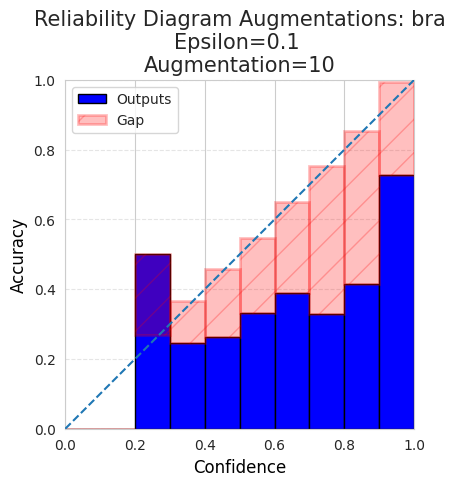 Reliability Diagram Augmentations: bra
Epsilon=0.1
Augmentation=10
Outputs
Gap
Accuracy
1.0
0.8
0.6
0.4
0.2
0.0
0.0 0.2 0.4 0.6 0.8 1.0
Confidence